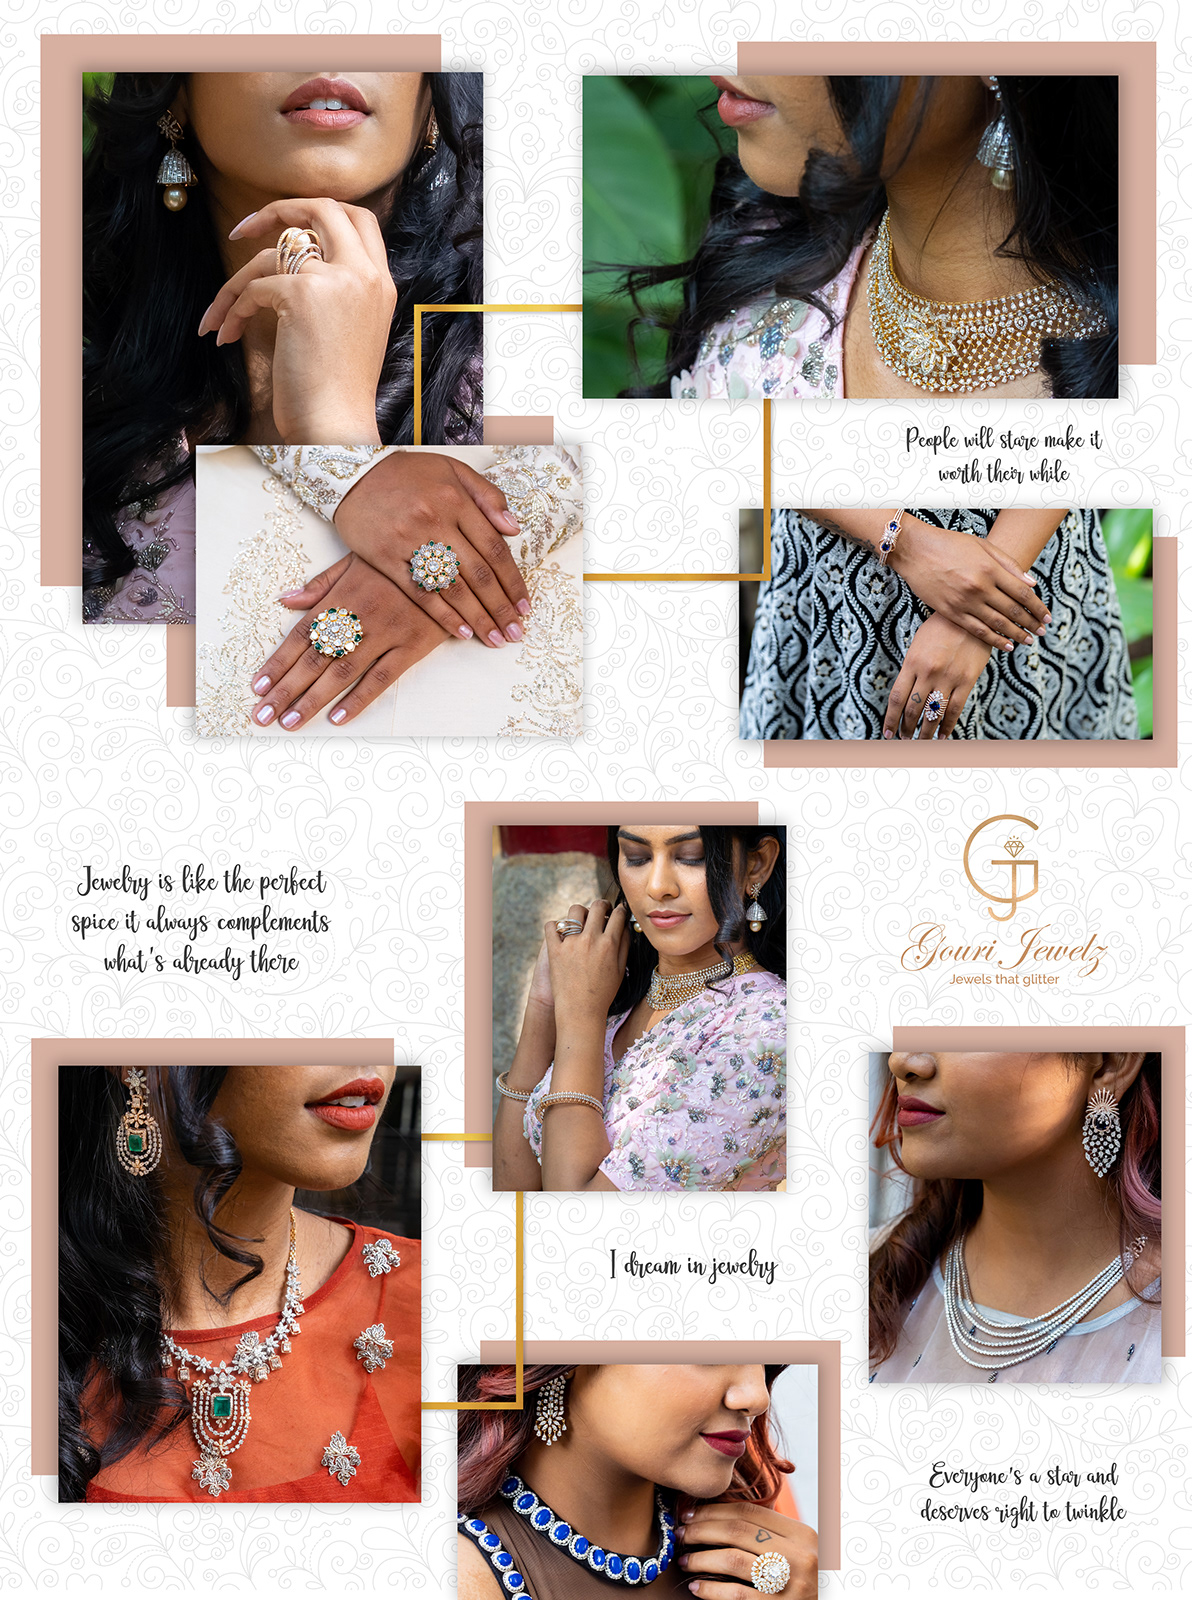 People will stare make it
worth their while
Jewelry is like the perfect
spice it always complements
what's already there
GJ
Gouri Jewelz
Jewels that glitter
I dream in jewelry
Everyone's a star and
deserves right to twinkle